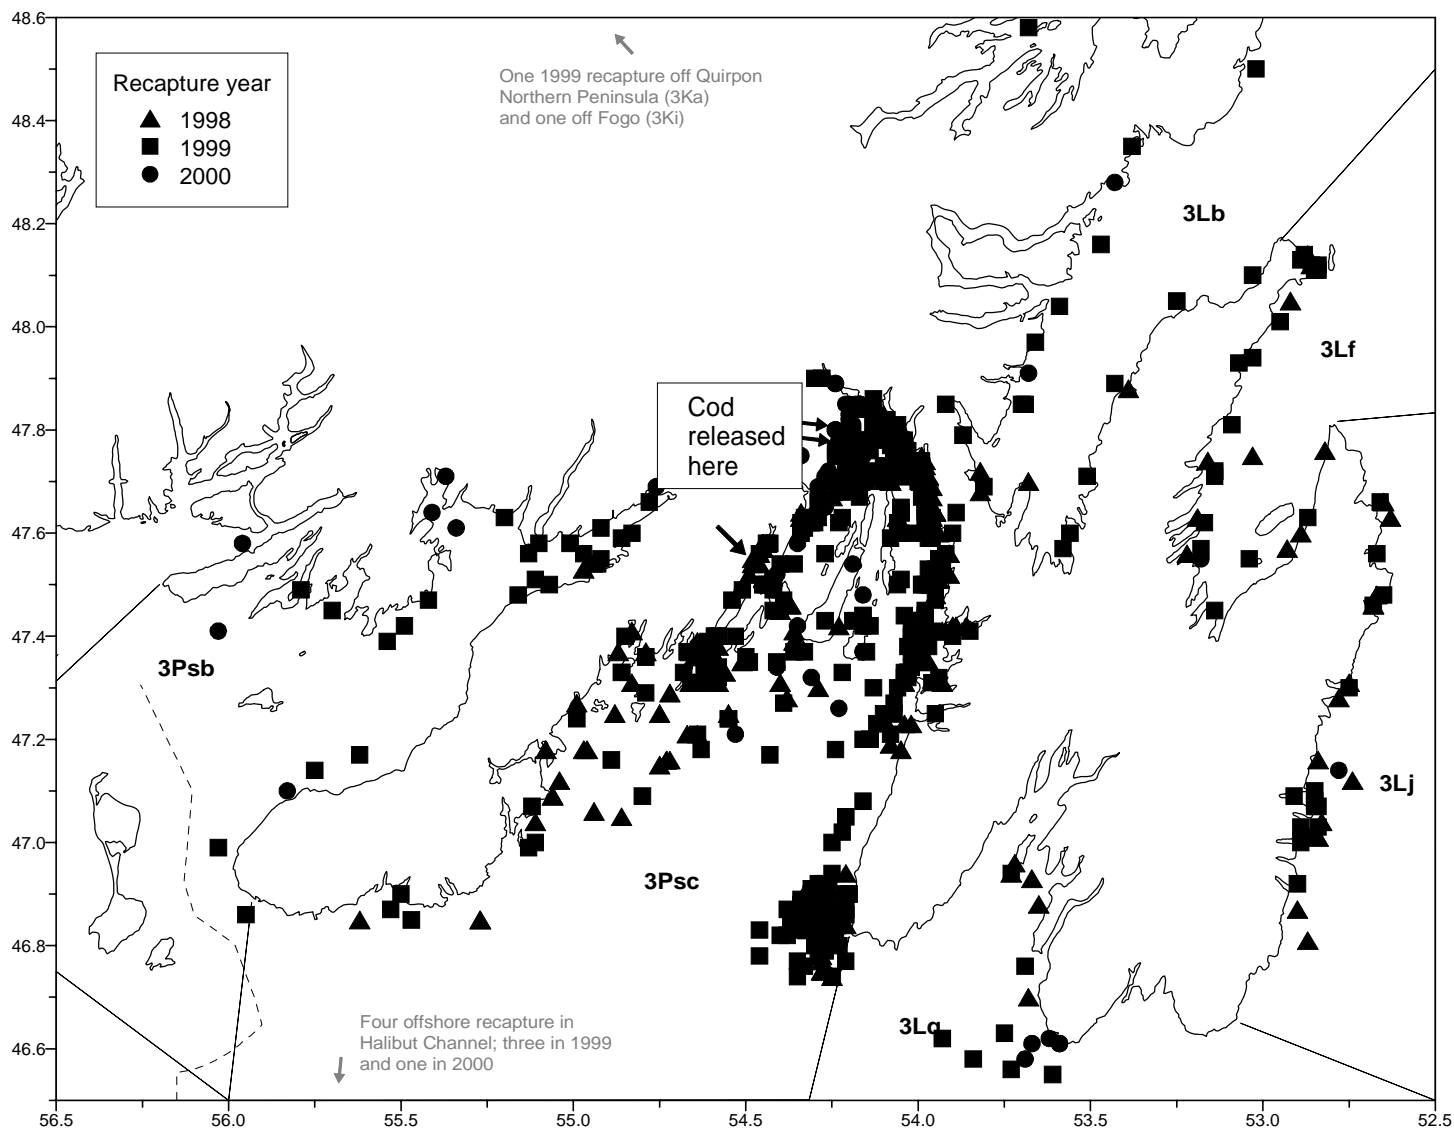 48.6
48.4
48.2
48.0
47.8
47.6
47.4
47.2
47.0
46.8
46.6
Recapture year
1998
1999
2000
One 1999 recapture off Quirpon
Northern Peninsula (3Ka)
and one off Fogo (3Ki)
3Lb
3Lf
Cod
released
here
3Psb
3Psc
3Lj
3Lq
Four offshore recapture in
Halibut Channel; three in 1999
and one in 2000
56.5 56.0 55.5 55.0 54.5 54.0 53.5 53.0 52.5